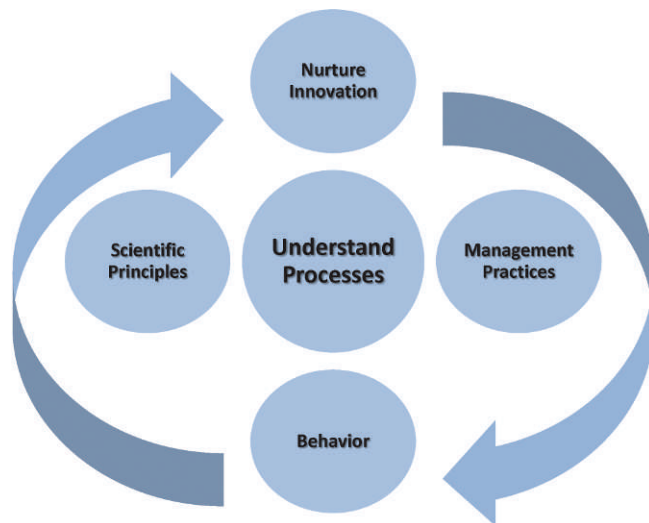 Nurture
Innovation
Scientific
Principles
Understand
Processes
Management
Practices
Behavior